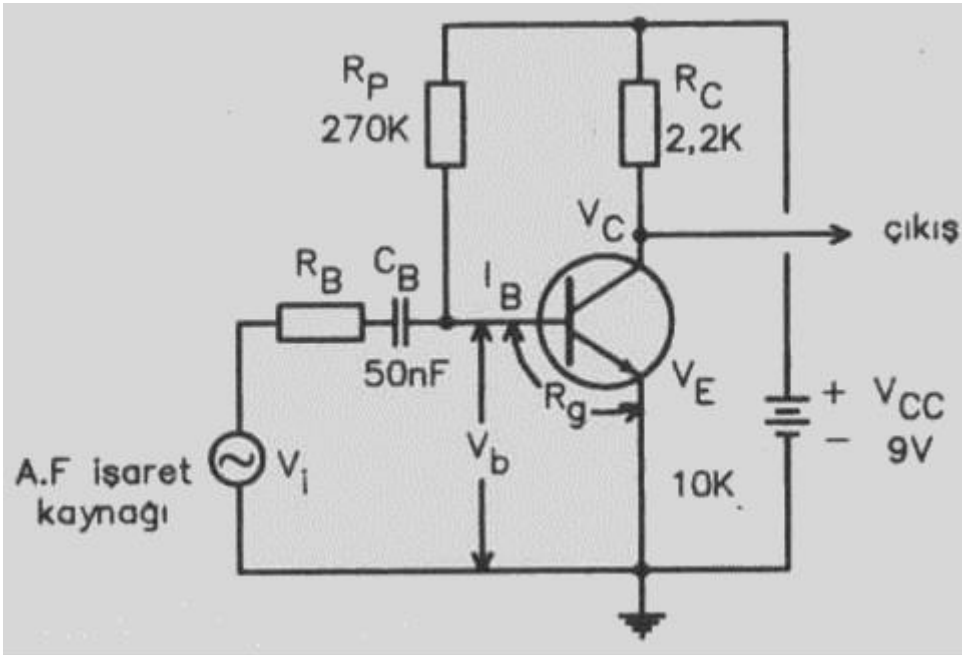 R_P
270K
R_C
2,2K
V_C
çıkış
R_B
C_B
I_B
50nF
V_E
R_g
+ V_CC
− 9V
V_i
V_b
10K
A.F işaret
kaynağı